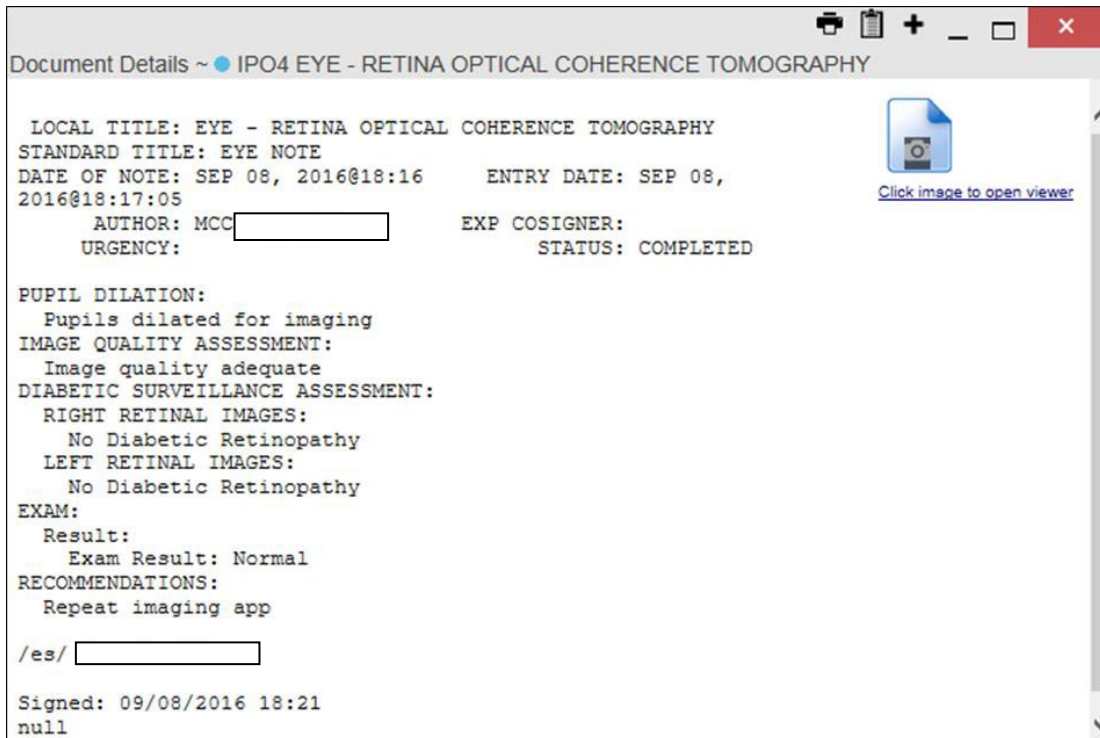 Document Details ~ IPO4 EYE - RETINA OPTICAL COHERENCE TOMOGRAPHY
Click image to open viewer
LOCAL TITLE: EYE - RETINA OPTICAL COHERENCE TOMOGRAPHY
STANDARD TITLE: EYE NOTE
DATE OF NOTE: SEP 08, 2016@18:16 ENTRY DATE: SEP 08,
2016@18:17:05
AUTHOR: MCC EXP COSIGNER:
URGENCY: STATUS: COMPLETED
PUPIL DILATION:
Pupils dilated for imaging
IMAGE QUALITY ASSESSMENT:
Image quality adequate
DIABETIC SURVEILLANCE ASSESSMENT:
RIGHT RETINAL IMAGES:
No Diabetic Retinopathy
LEFT RETINAL IMAGES:
No Diabetic Retinopathy
EXAM:
Result:
Exam Result: Normal
RECOMMENDATIONS:
Repeat imaging app
/es/
Signed: 09/08/2016 18:21
null